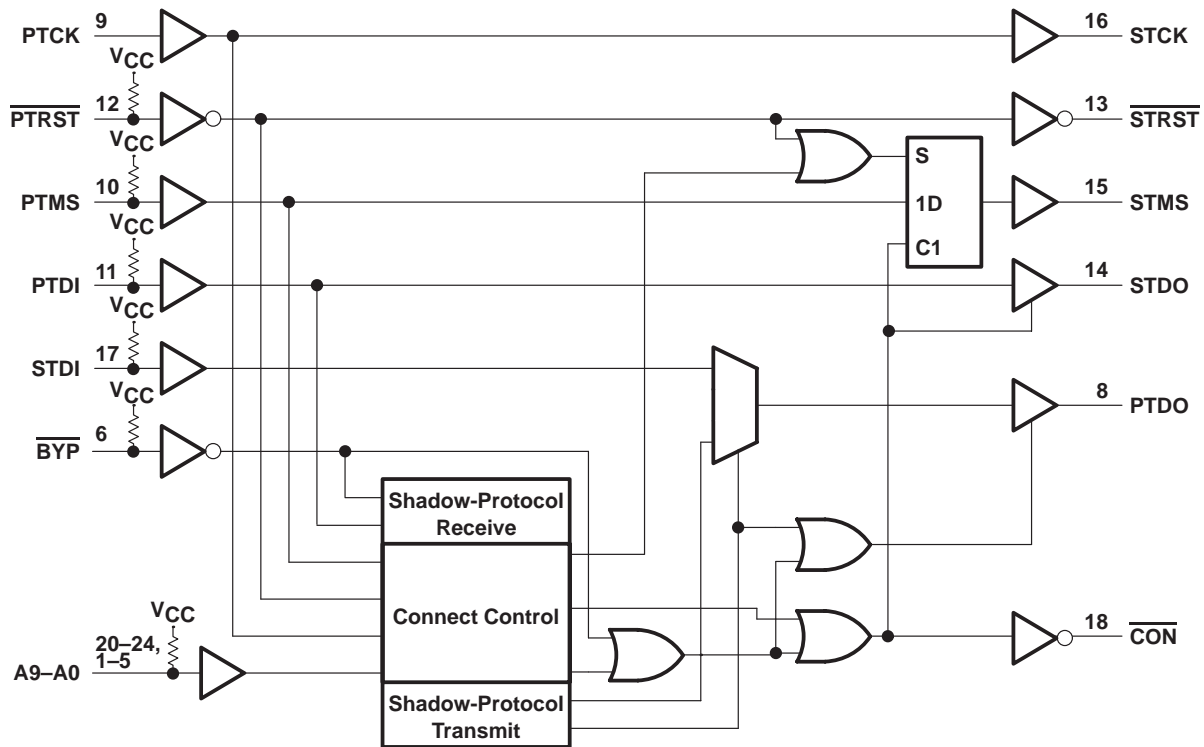 PTCK 9
16 STCK
VCC
PTRST 12
13 STRST
VCC
S
PTMS 10
1D
15 STMS
VCC
C1
PTDI 11
14 STDO
VCC
STDI 17
VCC
8 PTDO
BYP 6
Shadow-Protocol
Receive
Connect Control
VCC
18 CON
20–24,
1–5
A9–A0
Shadow-Protocol
Transmit